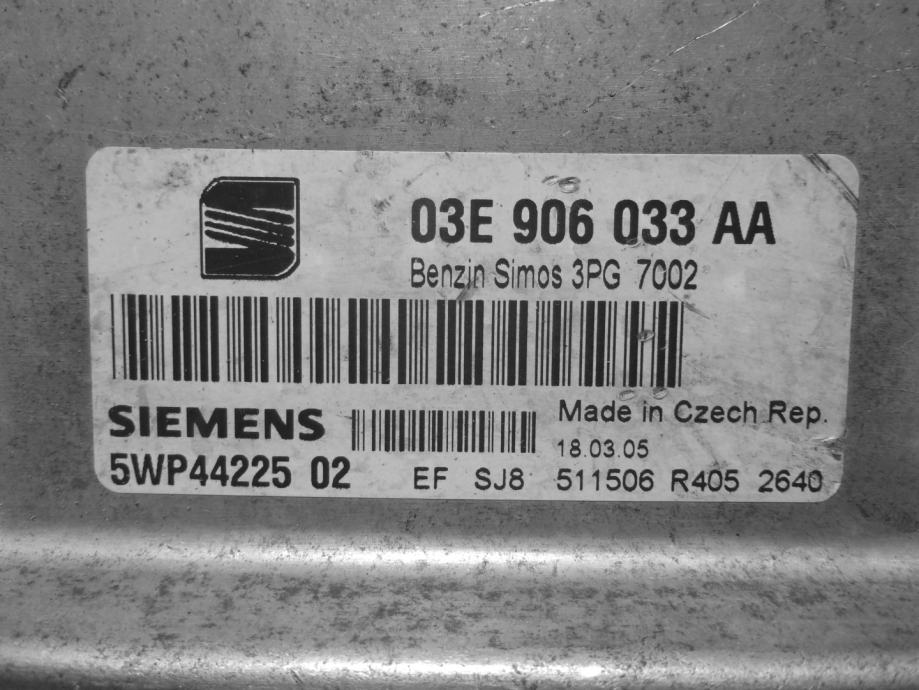 03E 906 033 AA
Benzin Simos 3PG 7002
SIEMENS
Made in Czech Rep.
18.03.05
5WP44225 02
EF SJ8 511506 R405 2640